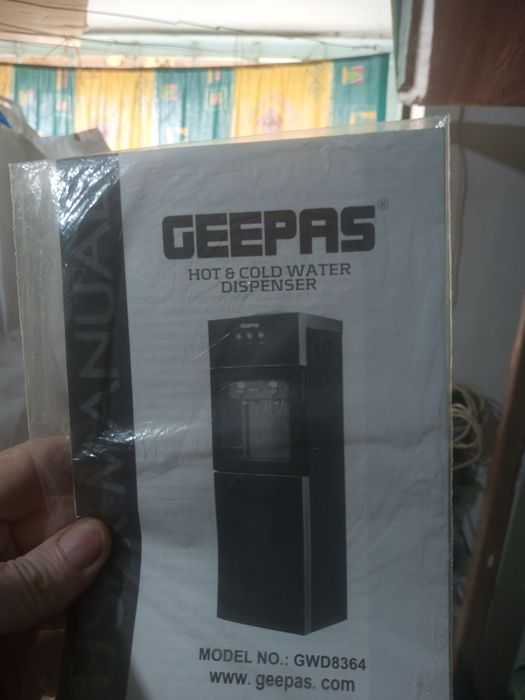 GEEPAS®
HOT & COLD WATER
DISPENSER
GEEPAS
MODEL NO.: GWD8364
www. geepas. com
MANUAL